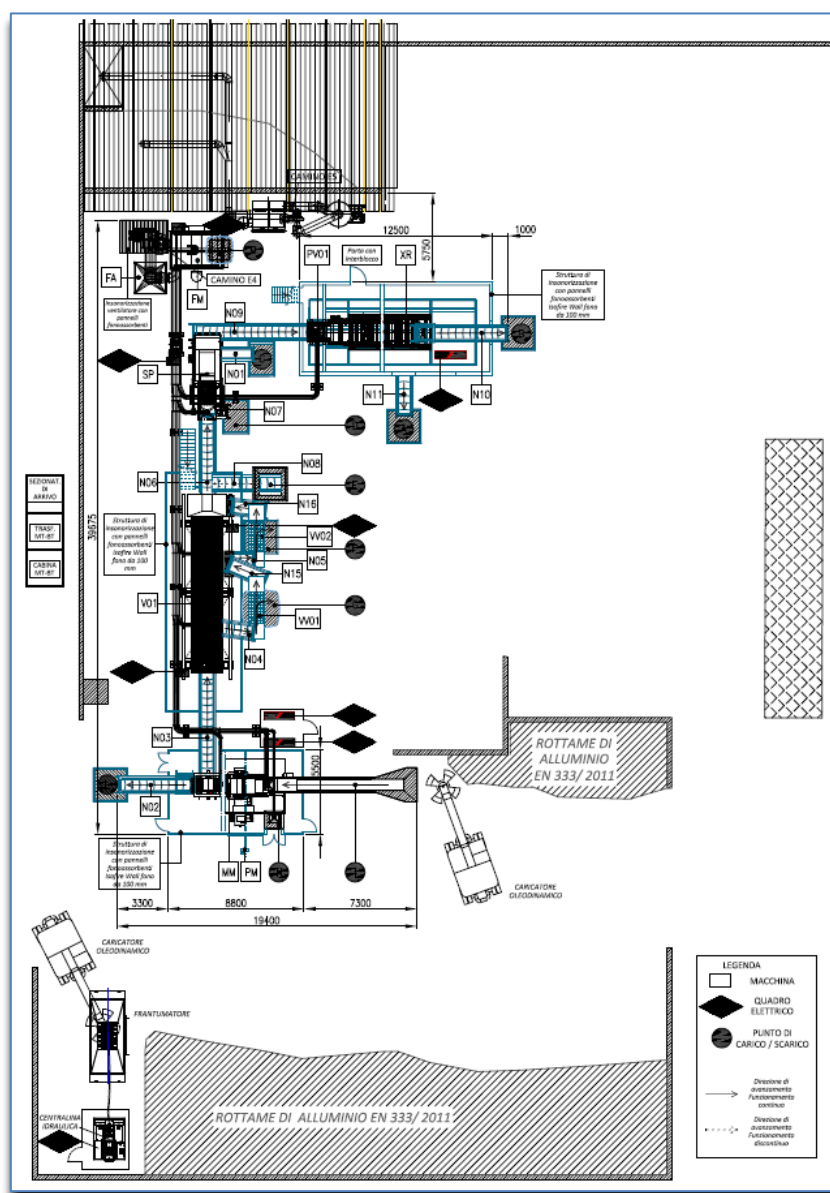 CAMINO E5
12500
1000
5750
PV01
Porta con
interblocco
XR
Struttura di
insonorizzazione
con pannelli
fonoassorbenti
Isofire Wall
fono da 100
mm
FA
CAMINO E4
FM
Insonorizzazione
ventilatore con
pannelli
fonoassorbenti
N09
SP
N01
N07
N11
N10
N06
N08
N16
SEZIONAT.
DI
ARRIVO
TRASF.
MT-BT
CABINA
MT-BT
39675
Struttura di
insonorizzazione
con pannelli
fonoassorbenti
Isofire Wall
fono da 100
mm
VV02
N05
N15
V01
VV01
N04
N03
5500
ROTTAME DI
ALLUMINIO
EN 333/ 2011
N02
Struttura di
insonorizzazione
con pannelli
fonoassorbenti
Isofire Wall fono
da 100 mm
MM
PM
3300
8800
7300
19400
CARICATORE
OLEODINAMICO
CARICATORE
OLEODINAMICO
FRANTUMATORE
CENTRALINA
IDRAULICA
ROTTAME DI ALLUMINIO EN 333/ 2011
LEGENDA
MACCHINA
QUADRO
ELETTRICO
PUNTO DI
CARICO / SCARICO
Direzione di
avanzamento
Funzionamento
continuo
Direzione di
avanzamento
Funzionamento
discontinuo